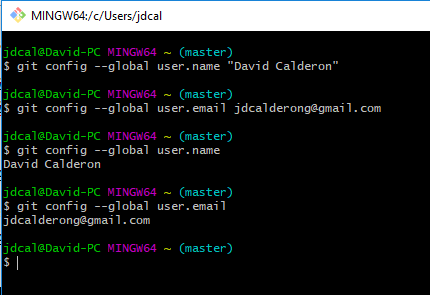 MINGW64:/c/Users/jdcal
jdcal@David-PC MINGW64 ~ (master)
$ git config --global user.name "David Calderon"
jdcal@David-PC MINGW64 ~ (master)
$ git config --global user.email jdcalderong@gmail.com
jdcal@David-PC MINGW64 ~ (master)
$ git config --global user.name
David Calderon
jdcal@David-PC MINGW64 ~ (master)
$ git config --global user.email
jdcalderong@gmail.com
jdcal@David-PC MINGW64 ~ (master)
$